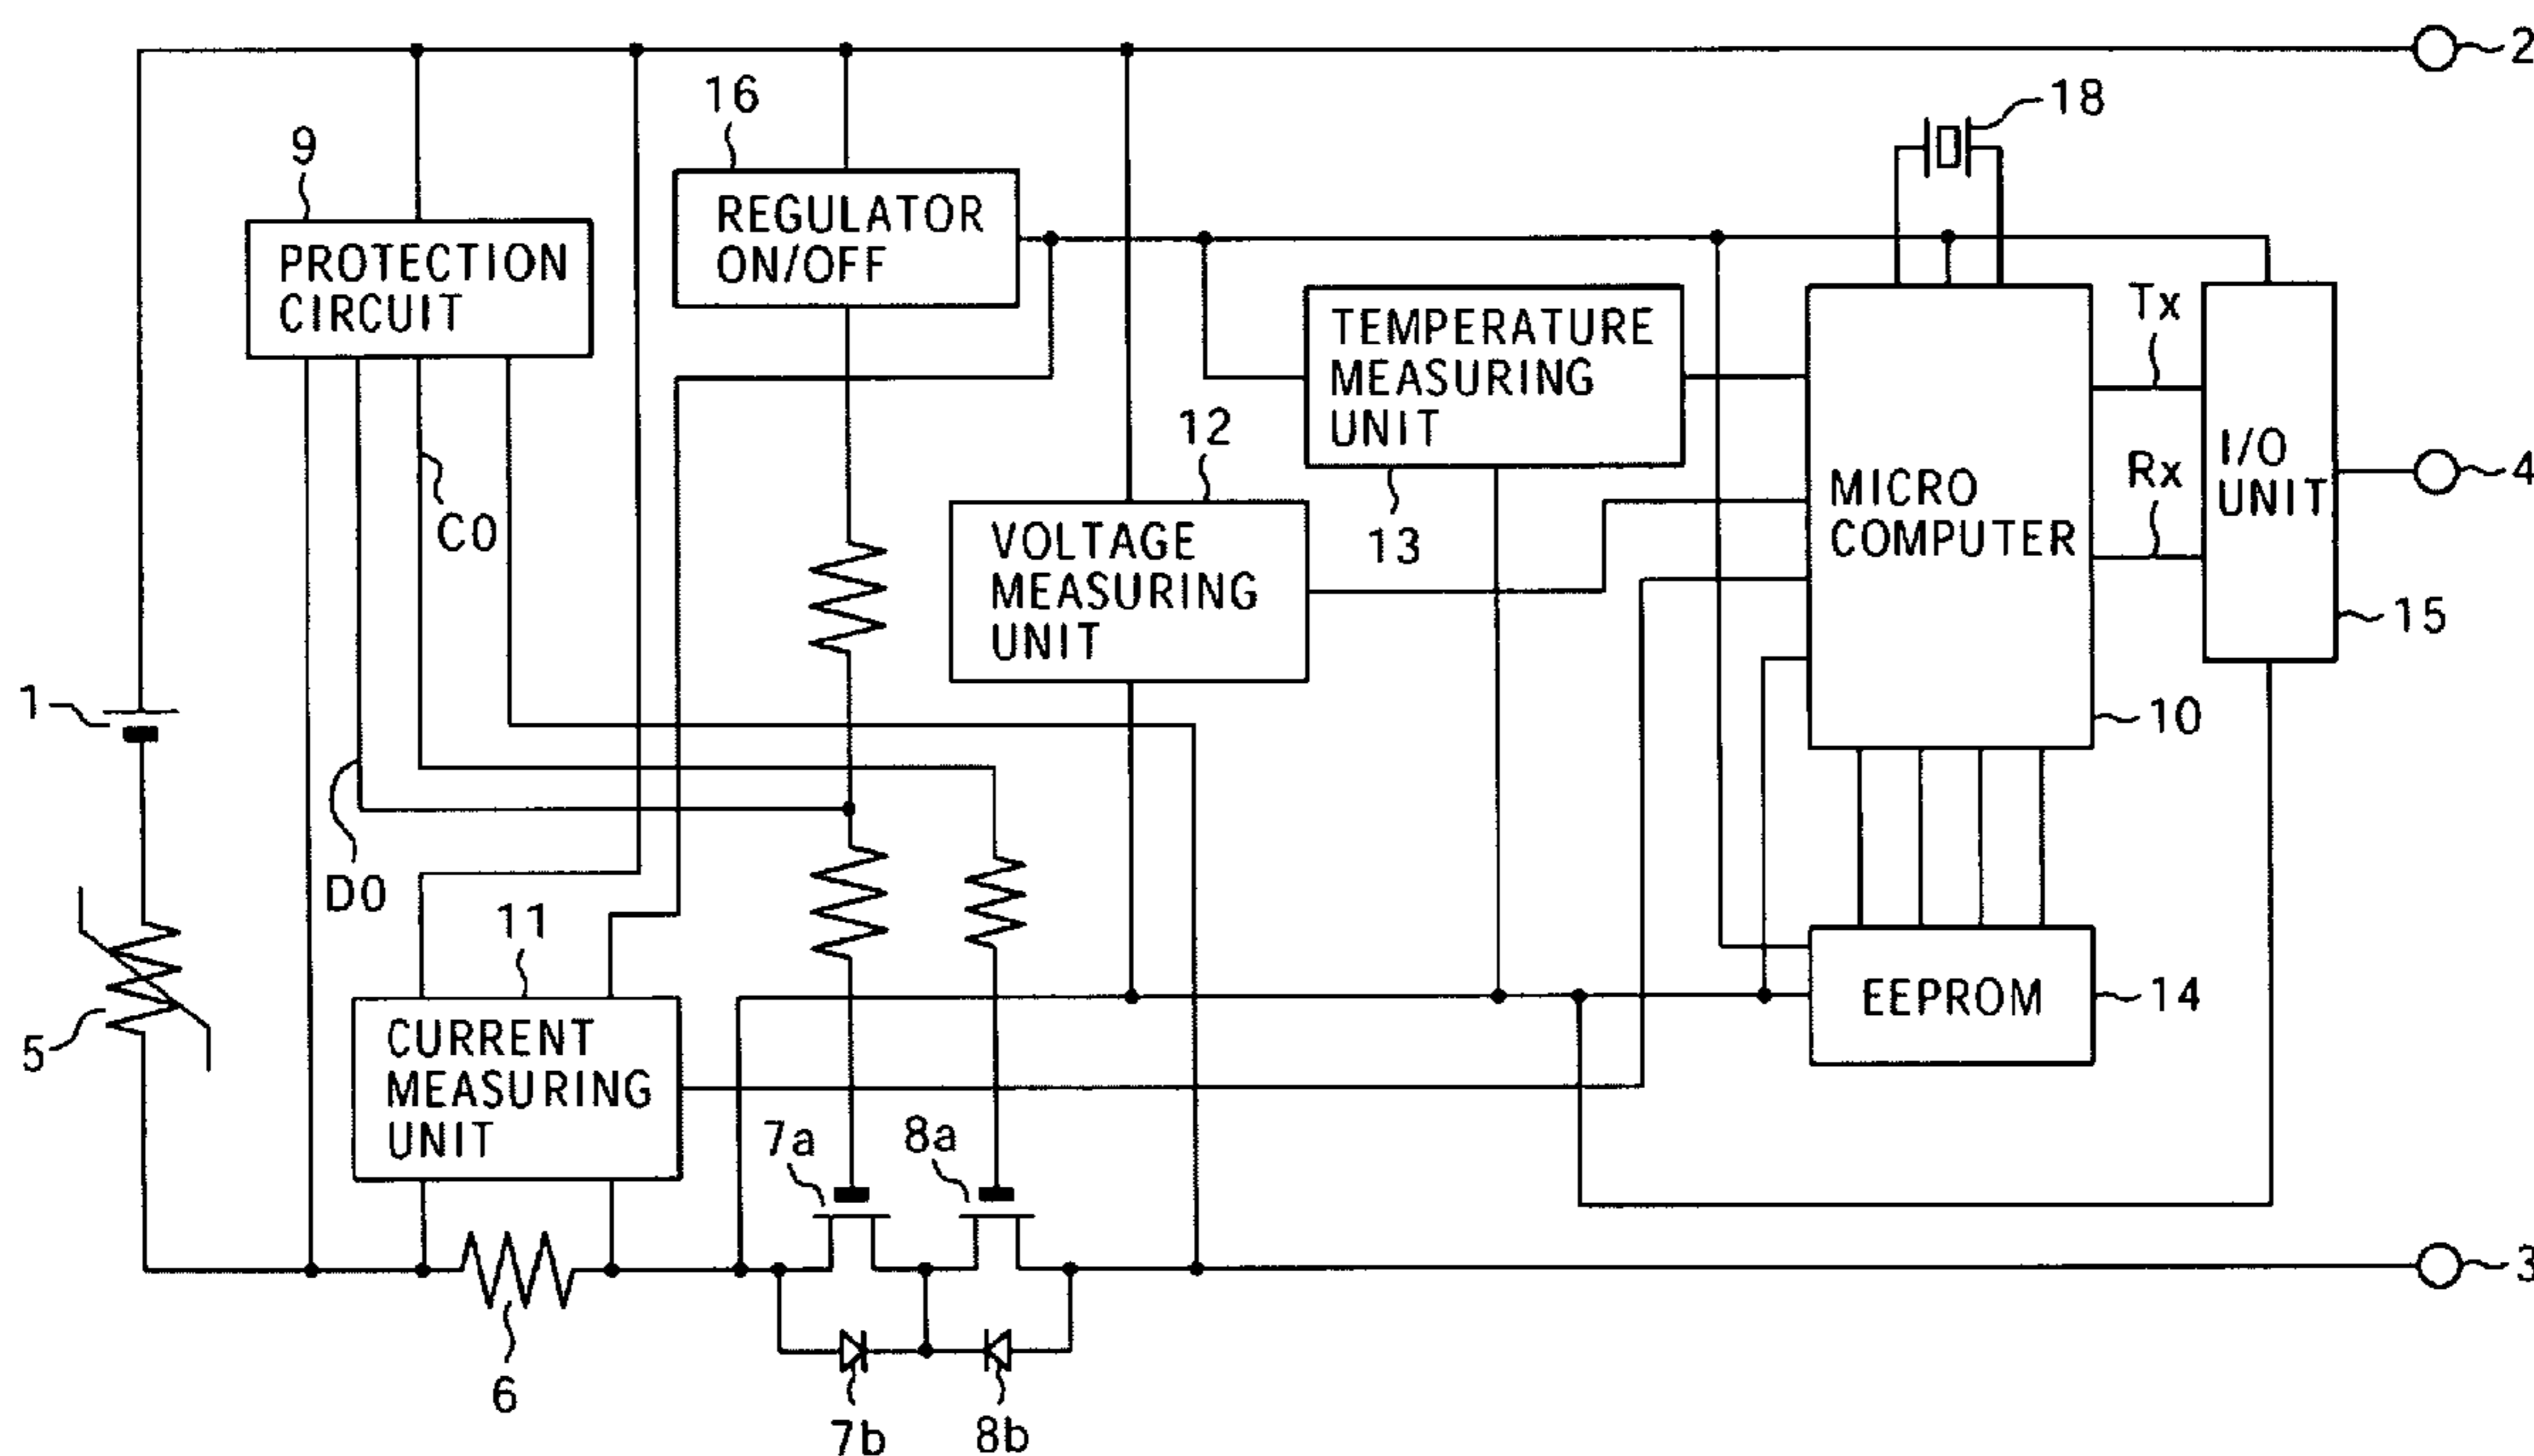 2
18
16
9
REGULATOR
ON/OFF
PROTECTION
CIRCUIT
Tx
TEMPERATURE
MEASURING
UNIT
12
I/O
UNIT
4
Rx
MICRO
COMPUTER
C0
13
VOLTAGE
MEASURING
UNIT
15
1
10
D0
11
14
EEPROM
5
CURRENT
MEASURING
UNIT
7a
8a
3
6
7b
8b